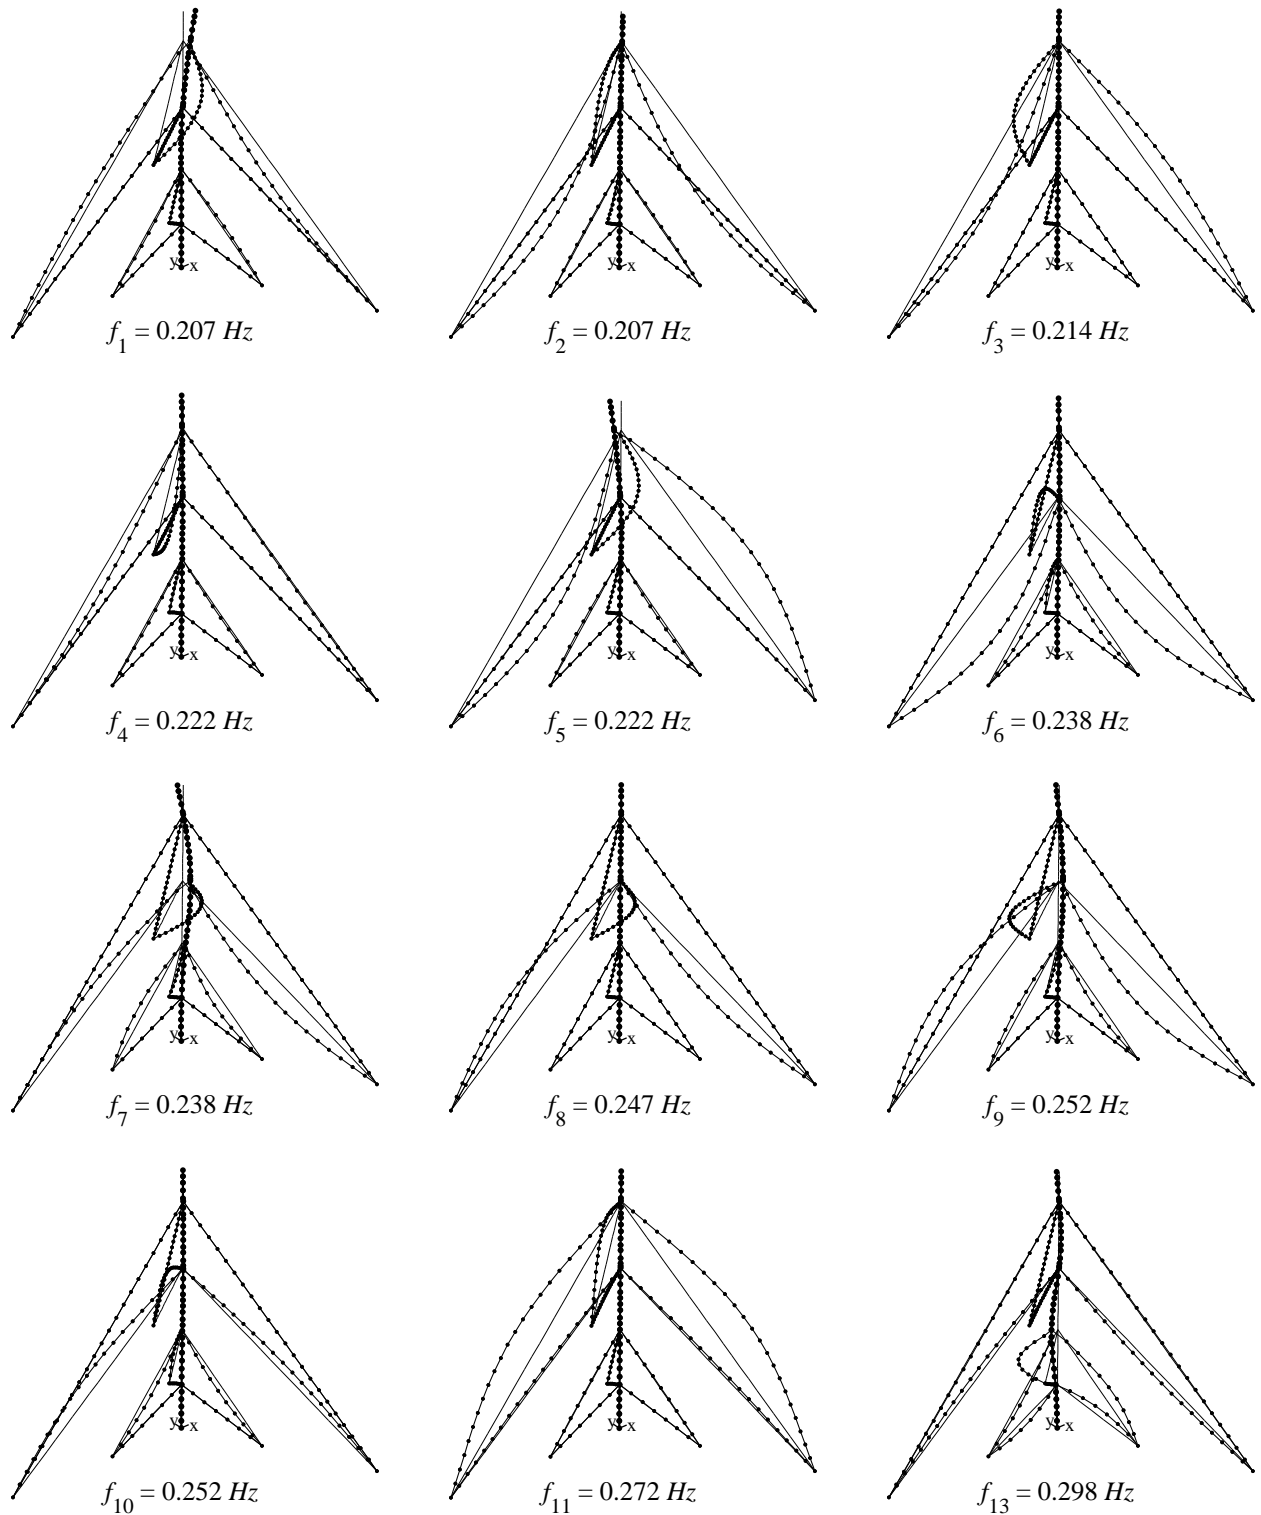 y x y x y x
f1 = 0.207 Hz f2 = 0.207 Hz f3 = 0.214 Hz
y x y x y x
f4 = 0.222 Hz f5 = 0.222 Hz f6 = 0.238 Hz
y x y x y x
f7 = 0.238 Hz f8 = 0.247 Hz f9 = 0.252 Hz
y x y x y x
f10 = 0.252 Hz f11 = 0.272 Hz f13 = 0.298 Hz